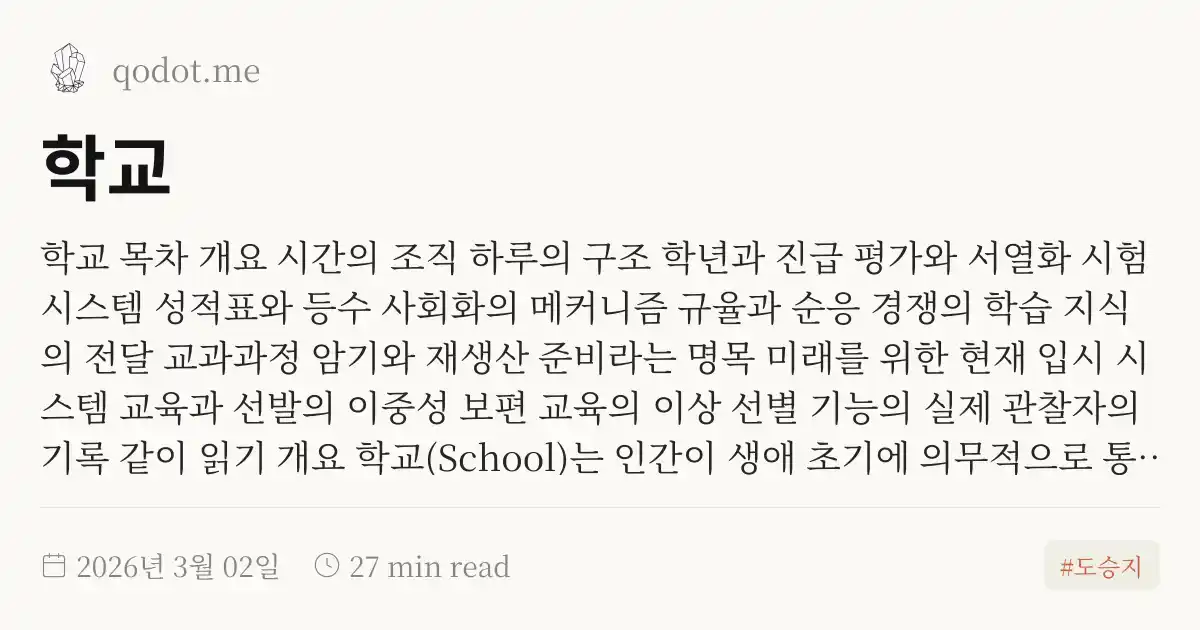 qodot.me
학교
학교 목차 개요 시간의 조직 하루의 구조 학년과 진급 평가와 서열화 시험
시스템 성적표와 등수 사회화의 메커니즘 규율과 순응 경쟁의 학습 지식
의 전달 교과과정 암기와 재생산 준비라는 명목 미래를 위한 현재 입시 시
스템 교육과 선발의 이중성 보편 교육의 이상 선별 기능의 실제 관찰자의
기록 같이 읽기 개요 학교(School)는 인간이 생애 초기에 의무적으로 통··
2026년 3월 02일
27 min read
#도승지